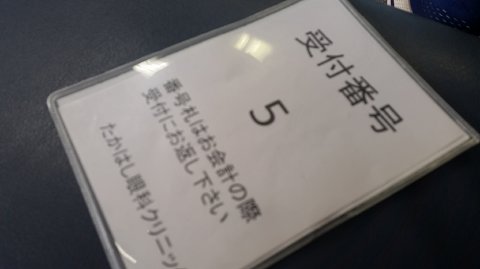 受付番号
5
番号札はお会計の際
受付にお返し下さい
たかはし眼科クリニッ